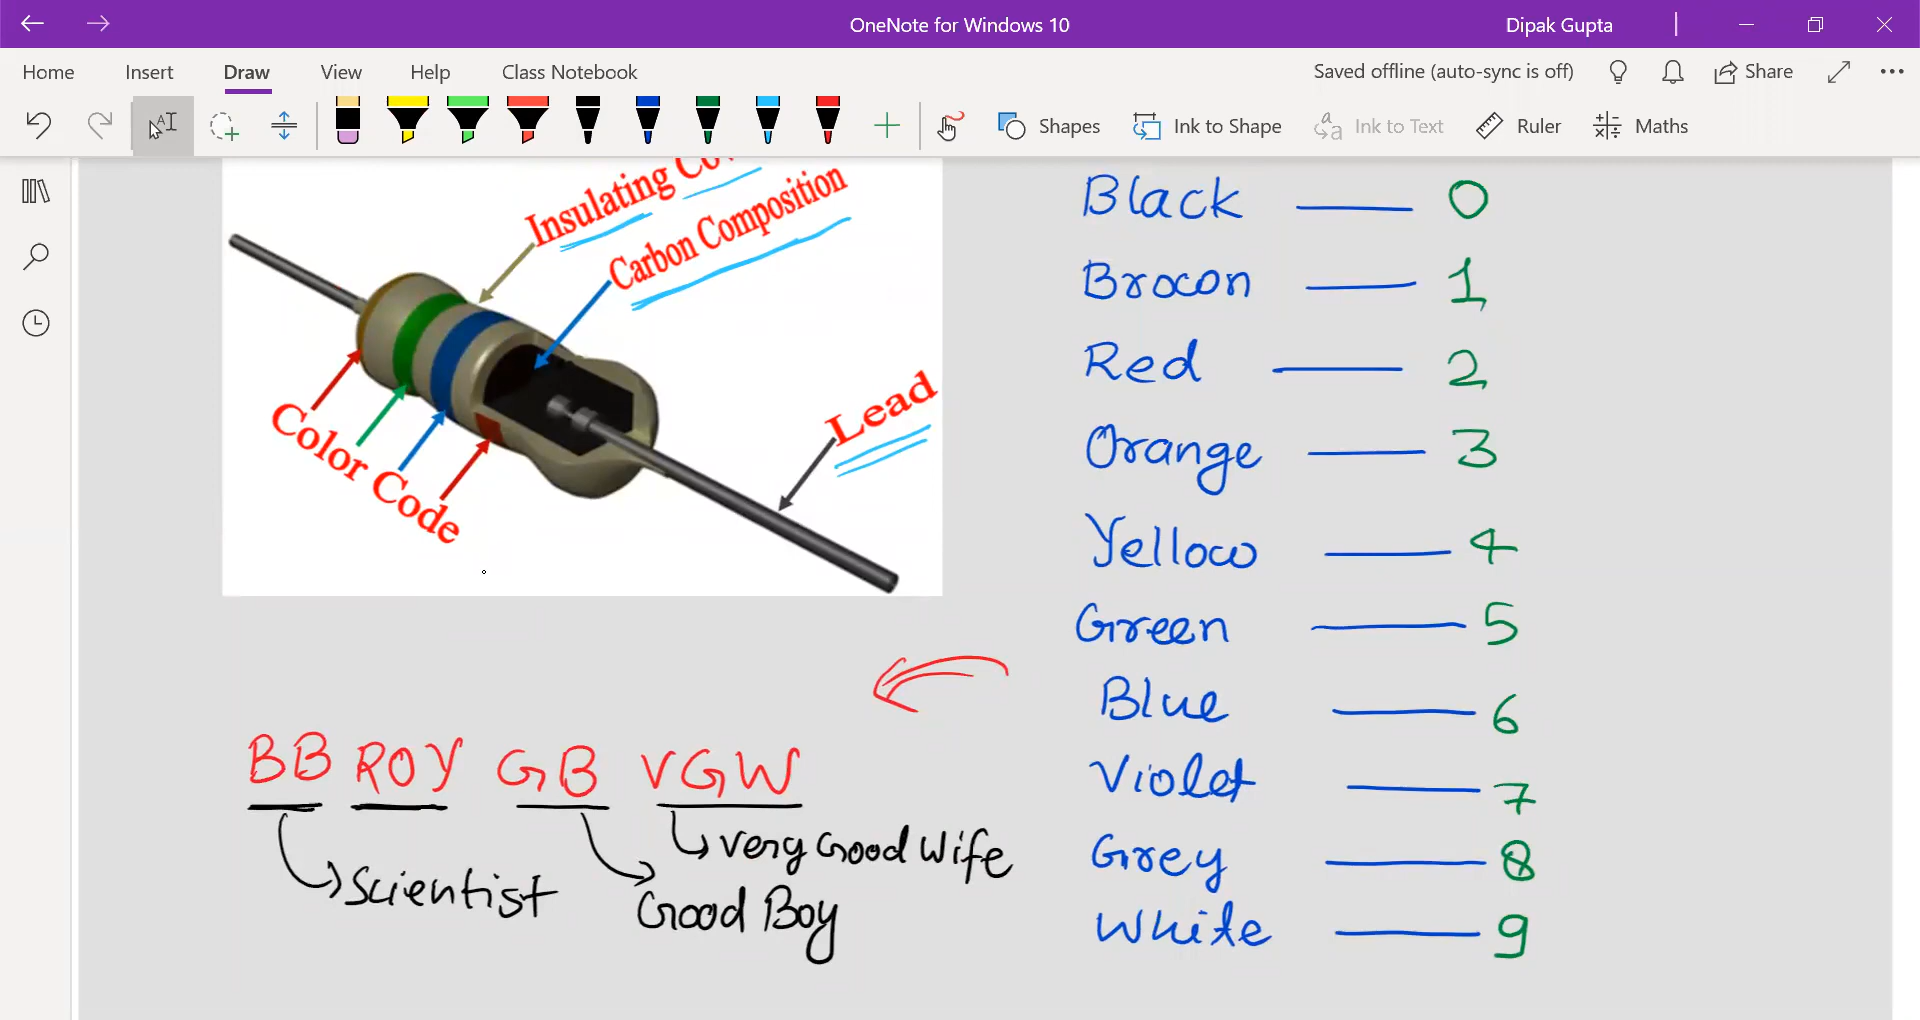 OneNote for Windows 10
Dipak Gupta
Home Insert Draw View Help Class Notebook
Saved offline (auto-sync is off) Share
Shapes Ink to Shape Ink to Text Ruler Maths
Insulating
Carbon Composition
Lead
Color Code
Black — 0
Brown — 1
Red — 2
Orange — 3
Yellow — 4
Green — 5
Blue — 6
Violet — 7
Grey — 8
White — 9
BB ROY GB VGW
Very Good Wife
Scientist
Good Boy